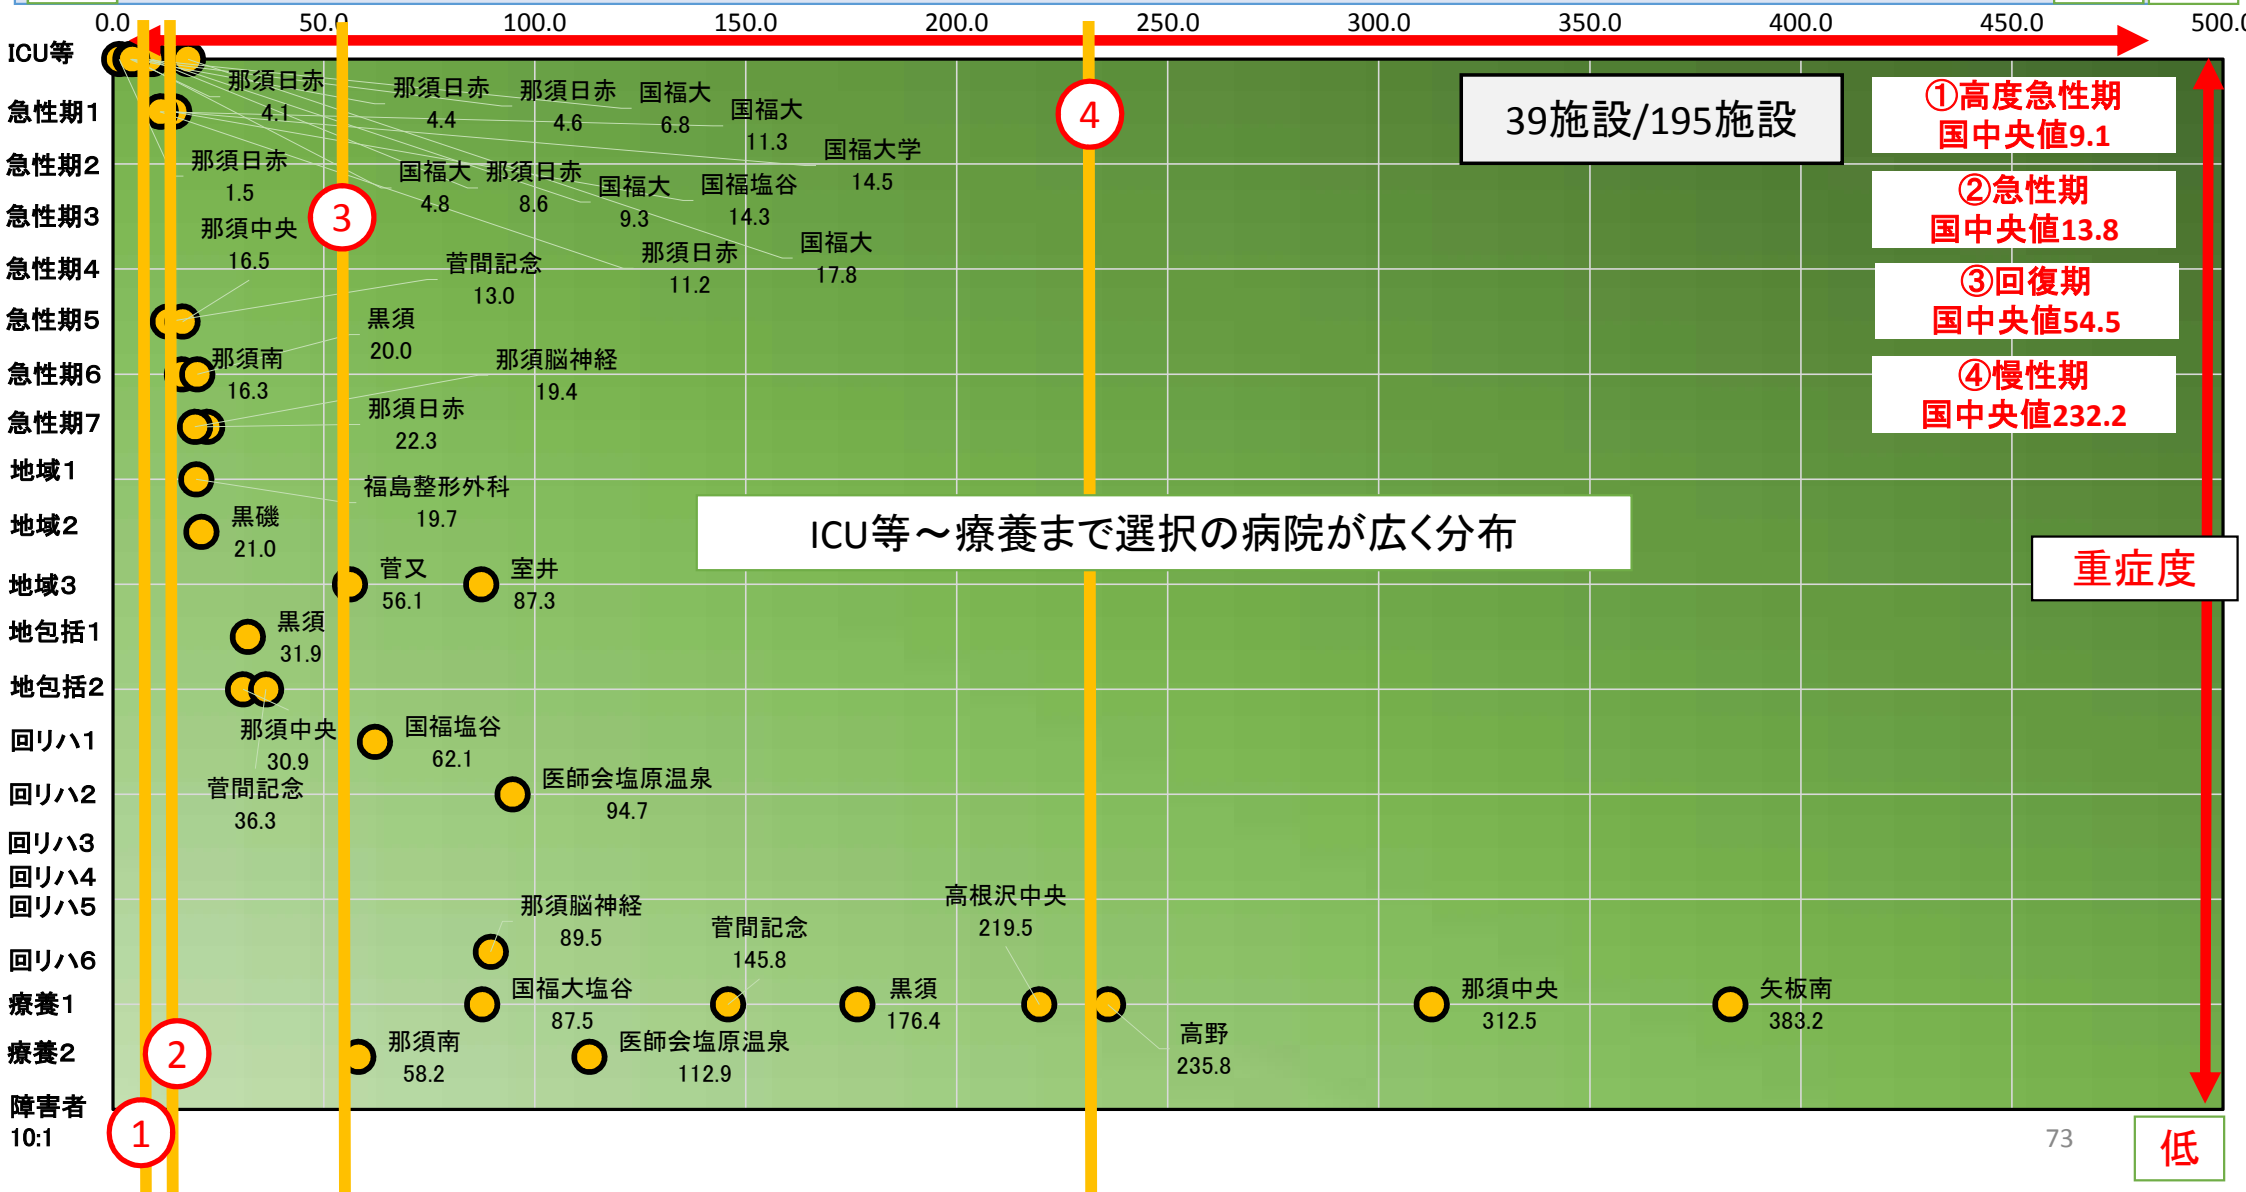 0.0 50.0 100.0 150.0 200.0 250.0 300.0 350.0 400.0 450.0 500.0
ICU等
急性期1
急性期2
急性期3
急性期4
急性期5
急性期6
急性期7
地域1
地域2
地域3
地包括1
地包括2
回リハ1
回リハ2
回リハ3
回リハ4
回リハ5
回リハ6
療養1
療養2
障害者
10:1
那須日赤
4.1
那須日赤
4.4
那須日赤
4.6
国福大
6.8
国福大
11.3
国福大学
14.5
那須日赤
1.5
国福大
4.8
那須日赤
8.6
国福大
9.3
国福塩谷
14.3
那須中央
16.5
那須日赤
11.2
国福大
17.8
菅間記念
13.0
黒須
20.0
那須南
16.3
那須脳神経
19.4
那須日赤
22.3
福島整形外科
19.7
黒磯
21.0
菅又
56.1
室井
87.3
黒須
31.9
那須中央
30.9
菅間記念
36.3
国福塩谷
62.1
医師会塩原温泉
94.7
那須脳神経
89.5
国福大塩谷
87.5
菅間記念
145.8
黒須
176.4
高根沢中央
219.5
高野
235.8
那須中央
312.5
矢板南
383.2
那須南
58.2
医師会塩原温泉
112.9
1
2
3
4
39施設/195施設
①高度急性期
国中央値9.1
②急性期
国中央値13.8
③回復期
国中央値54.5
④慢性期
国中央値232.2
ICU等～療養まで選択の病院が広く分布
重症度
低
73